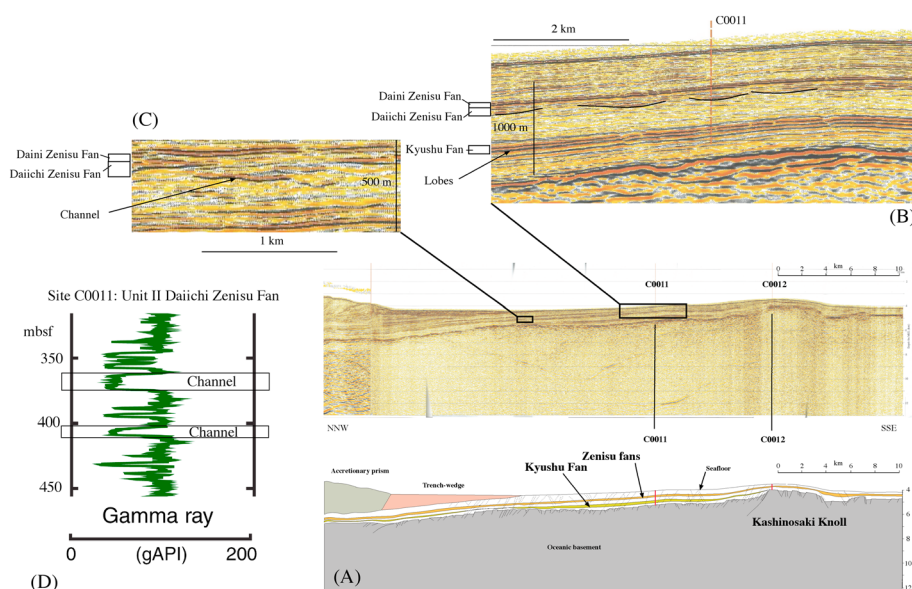 2 km
C0011
Daini Zenisu Fan
Daiichi Zenisu Fan
1000 m
Kyushu Fan
Lobes
(B)
(C)
Daini Zenisu Fan
Daiichi Zenisu Fan
500 m
Channel
1 km
Site C0011: Unit II Daiichi Zenisu Fan
mbsf
350
Channel
400
Channel
450
Gamma ray
0 (gAPI) 200
(D)
km
0 2 4 6 8 10
C0011
C0012
NNW
SSE
C0011
C0012
km
0 2 4 6 8 10
Accretionary prism
Trench-wedge
Zenisu fans
Kyushu Fan
Seafloor
4
6
8
10
12
Kashinosaki Knoll
Oceanic basement
(A)